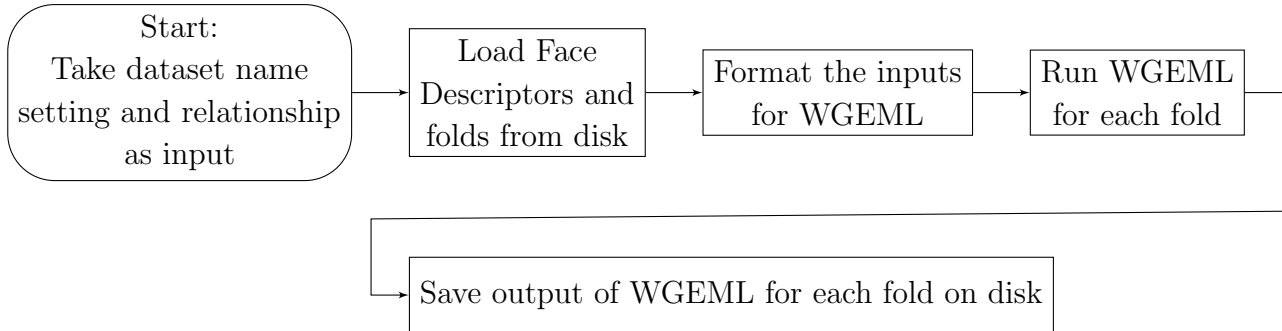 Start:
Take dataset name
setting and relationship
as input
Load Face
Descriptors and
folds from disk
Format the inputs
for WGEML
Run WGEML
for each fold
Save output of WGEML for each fold on disk